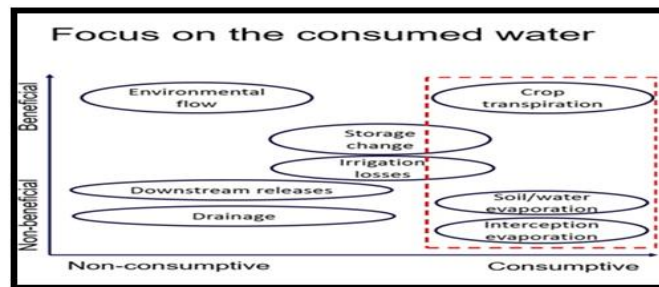 Focus on the consumed water
Beneficial
Non-beneficial
Environmental
flow
Crop
transpiration
Storage
change
Irrigation
losses
Downstream releases
Drainage
Soil/water
evaporation
Interception
evaporation
Non-consumptive
Consumptive